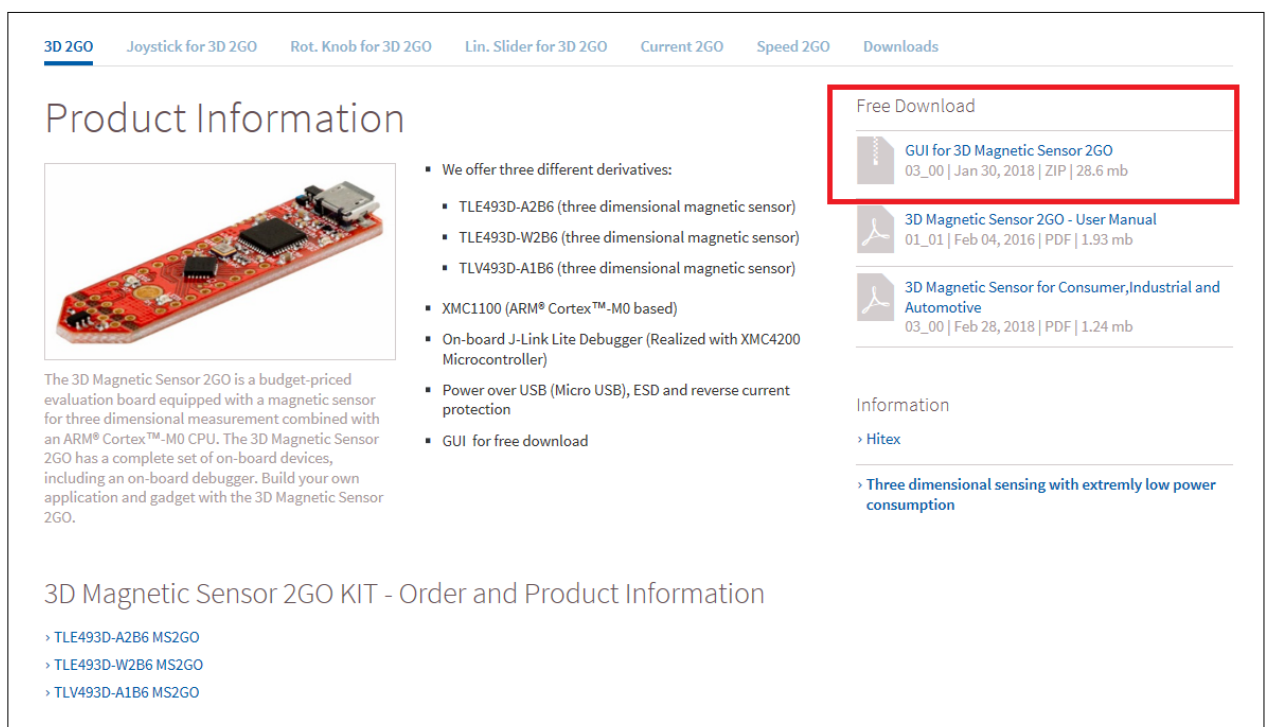 3D 2GO Joystick for 3D 2GO Rot. Knob for 3D 2GO Lin. Slider for 3D 2GO Current 2GO Speed 2GO Downloads
Product Information
The 3D Magnetic Sensor 2GO is a budget-priced
evaluation board equipped with a magnetic sensor
for three dimensional measurement combined with
an ARM® Cortex™-M0 CPU. The 3D Magnetic Sensor
2GO has a complete set of on-board devices,
including an on-board debugger. Build your own
application and gadget with the 3D Magnetic Sensor
2GO.
▪ We offer three different derivatives:
▪ TLE493D-A2B6 (three dimensional magnetic sensor)
▪ TLE493D-W2B6 (three dimensional magnetic sensor)
▪ TLV493D-A1B6 (three dimensional magnetic sensor)
▪ XMC1100 (ARM® Cortex™-M0 based)
▪ On-board J-Link Lite Debugger (Realized with XMC4200
Microcontroller)
▪ Power over USB (Micro USB), ESD and reverse current
protection
▪ GUI for free download
Free Download
GUI for 3D Magnetic Sensor 2GO
03_00 | Jan 30, 2018 | ZIP | 28.6 mb
3D Magnetic Sensor 2GO - User Manual
01_01 | Feb 04, 2016 | PDF | 1.93 mb
3D Magnetic Sensor for Consumer,Industrial and
Automotive
03_00 | Feb 28, 2018 | PDF | 1.24 mb
Information
› Hitex
› Three dimensional sensing with extremly low power
consumption
3D Magnetic Sensor 2GO KIT - Order and Product Information
› TLE493D-A2B6 MS2GO
› TLE493D-W2B6 MS2GO
› TLV493D-A1B6 MS2GO